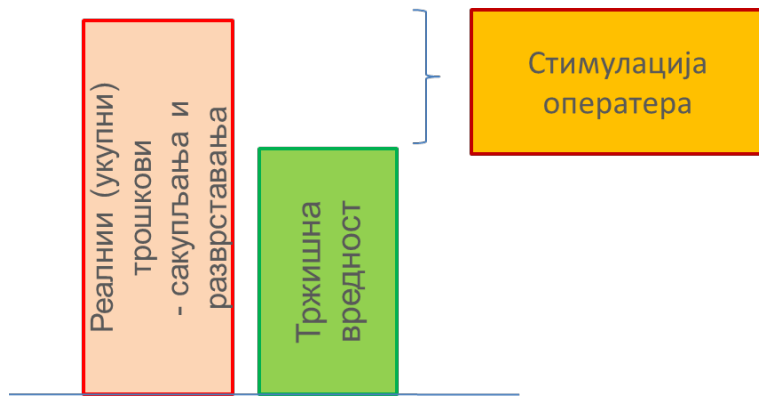 Реалнии (укупни)
трошкови
- сакупљања и
разврставања
Тржишна
вредност
Стимулација
оператера